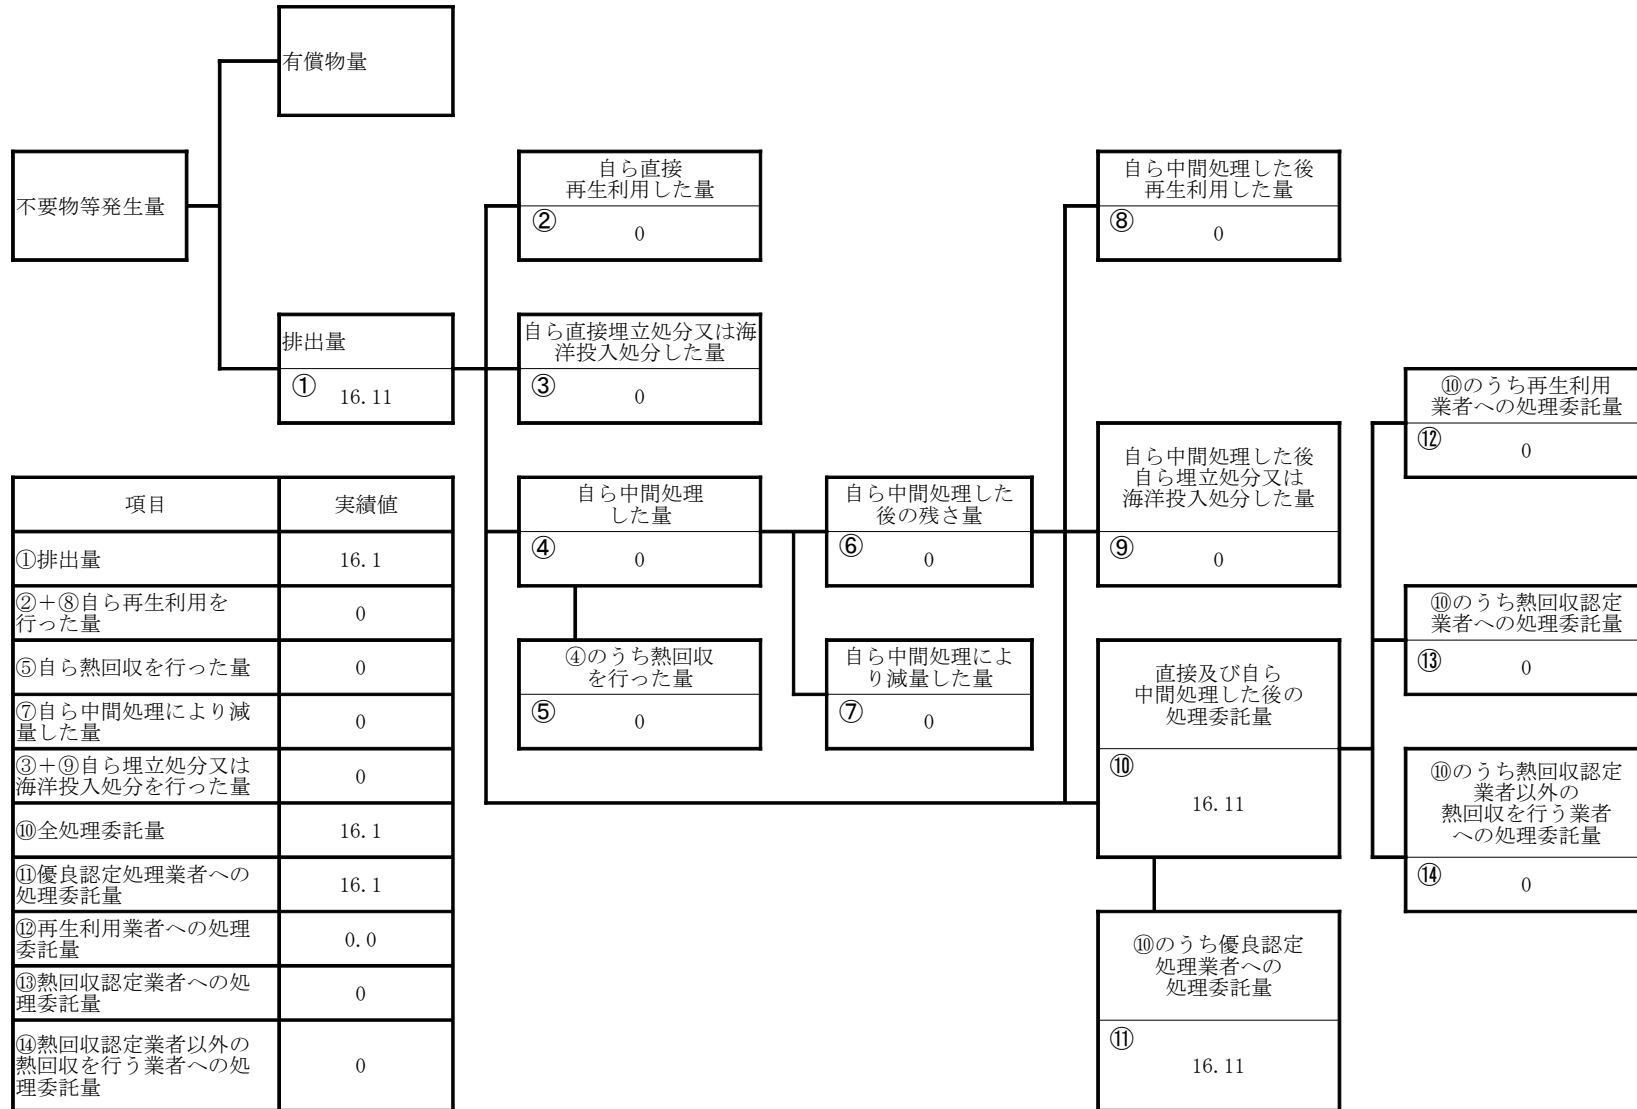 有償物量
不要物等発生量
排出量
①
16.11
自ら直接
再生利用した量
②
0
自ら直接埋立処分又は海
洋投入処分した量
③
0
自ら中間処理
した量
④
0
④のうち熱回収
を行った量
⑤
0
自ら中間処理した
後の残さ量
⑥
0
自ら中間処理によ
り減量した量
⑦
0
自ら中間処理した後
再生利用した量
⑧
0
自ら中間処理した後
自ら埋立処分又は
海洋投入処分した量
⑨
0
直接及び自ら
中間処理した後の
処理委託量
⑩
16.11
⑩のうち優良認定
処理業者への
処理委託量
⑪
16.11
⑩のうち再生利用
業者への処理委託量
⑫
0
⑩のうち熱回収認定
業者への処理委託量
⑬
0
⑩のうち熱回収認定
業者以外の
熱回収を行う業者
への処理委託量
⑭
0
項目 実績値
①排出量 16.1
②＋⑧自ら再生利用を
行った量 0
⑤自ら熱回収を行った量 0
⑦自ら中間処理により減
量した量 0
③＋⑨自ら埋立処分又は
海洋投入処分を行った量 0
⑩全処理委託量 16.1
⑪優良認定処理業者への
処理委託量 16.1
⑫再生利用業者への処理
委託量 0.0
⑬熱回収認定業者への処
理委託量 0
⑭熱回収認定業者以外の
熱回収を行う業者への処
理委託量 0